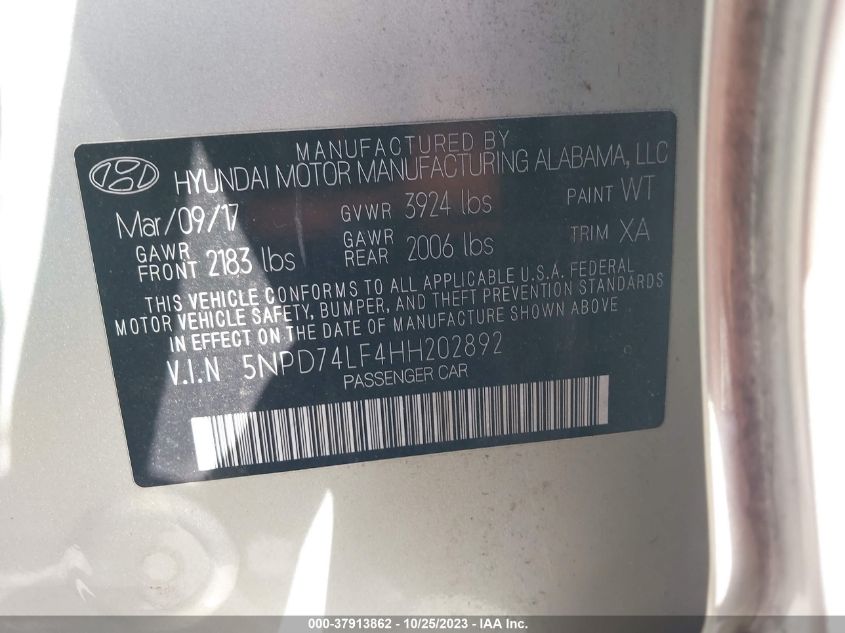 MANUFACTURED BY
HYUNDAI MOTOR MANUFACTURING ALABAMA, LLC
Mar/09/17 GVWR 3924 lbs PAINT WT
GAWR FRONT 2183 lbs GAWR REAR 2006 lbs TRIM XA
THIS VEHICLE CONFORMS TO ALL APPLICABLE U.S.A. FEDERAL
MOTOR VEHICLE SAFETY, BUMPER, AND THEFT PREVENTION STANDARDS
IN EFFECT ON THE DATE OF MANUFACTURE SHOWN ABOVE
V.I.N 5NPD74LF4HH202892
PASSENGER CAR
000-37913862 - 10/25/2023 - © IAA Inc.